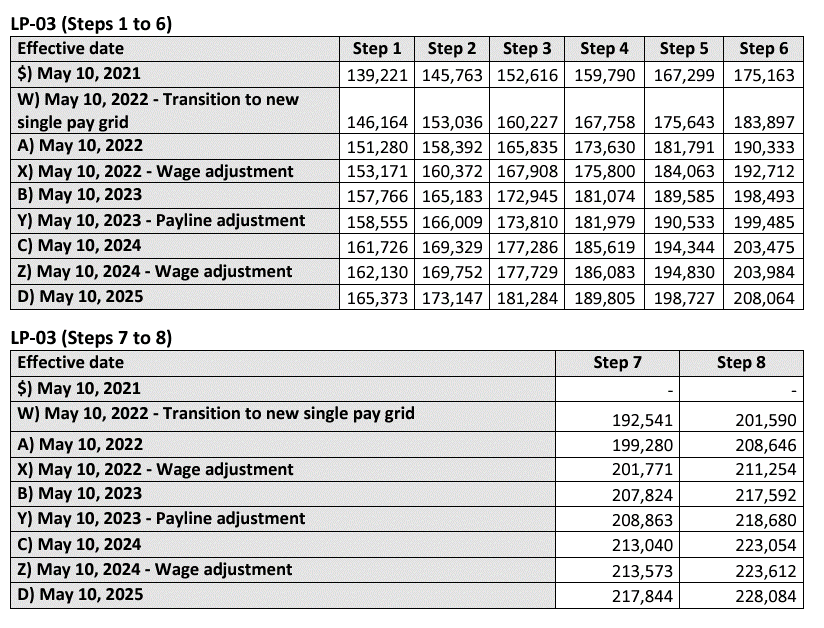 LP-03 (Steps 1 to 6)
Effective date Step 1 Step 2 Step 3 Step 4 Step 5 Step 6
$) May 10, 2021 139,221 145,763 152,616 159,790 167,299 175,163
W) May 10, 2022 - Transition to new
single pay grid 146,164 153,036 160,227 167,758 175,643 183,897
A) May 10, 2022 151,280 158,392 165,835 173,630 181,791 190,333
X) May 10, 2022 - Wage adjustment 153,171 160,372 167,908 175,800 184,063 192,712
B) May 10, 2023 157,766 165,183 172,945 181,074 189,585 198,493
Y) May 10, 2023 - Payline adjustment 158,555 166,009 173,810 181,979 190,533 199,485
C) May 10, 2024 161,726 169,329 177,286 185,619 194,344 203,475
Z) May 10, 2024 - Wage adjustment 162,130 169,752 177,729 186,083 194,830 203,984
D) May 10, 2025 165,373 173,147 181,284 189,805 198,727 208,064
LP-03 (Steps 7 to 8)
Effective date Step 7 Step 8
$) May 10, 2021 - -
W) May 10, 2022 - Transition to new single pay grid 192,541 201,590
A) May 10, 2022 199,280 208,646
X) May 10, 2022 - Wage adjustment 201,771 211,254
B) May 10, 2023 207,824 217,592
Y) May 10, 2023 - Payline adjustment 208,863 218,680
C) May 10, 2024 213,040 223,054
Z) May 10, 2024 - Wage adjustment 213,573 223,612
D) May 10, 2025 217,844 228,084